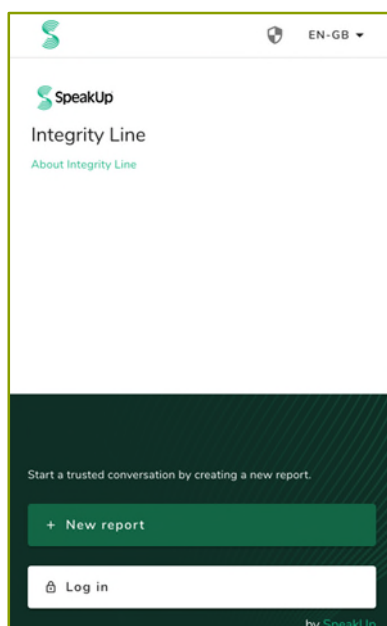 EN-GB
SpeakUp
Integrity Line
About Integrity Line
Start a trusted conversation by creating a new report.
+ New report
Log in
by SpeakUp